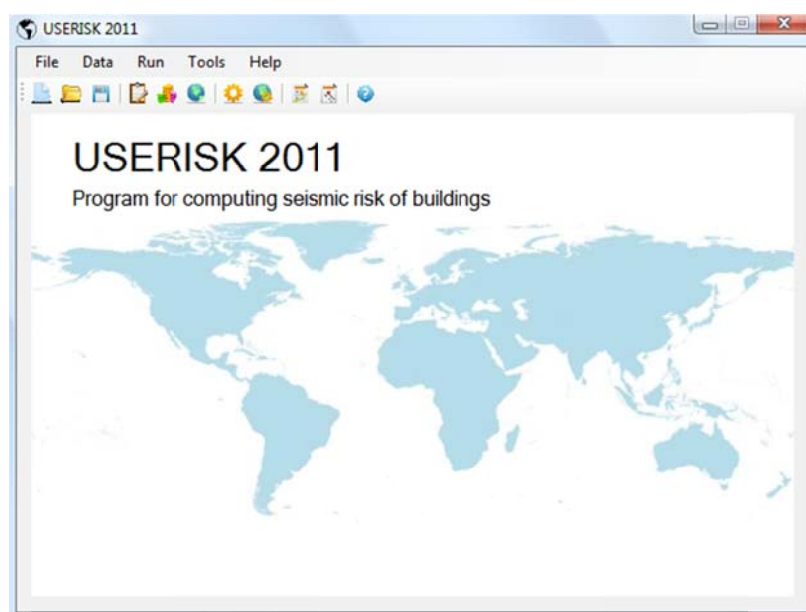 USERISK 2011
File Data Run Tools Help
USERISK 2011
Program for computing seismic risk of buildings